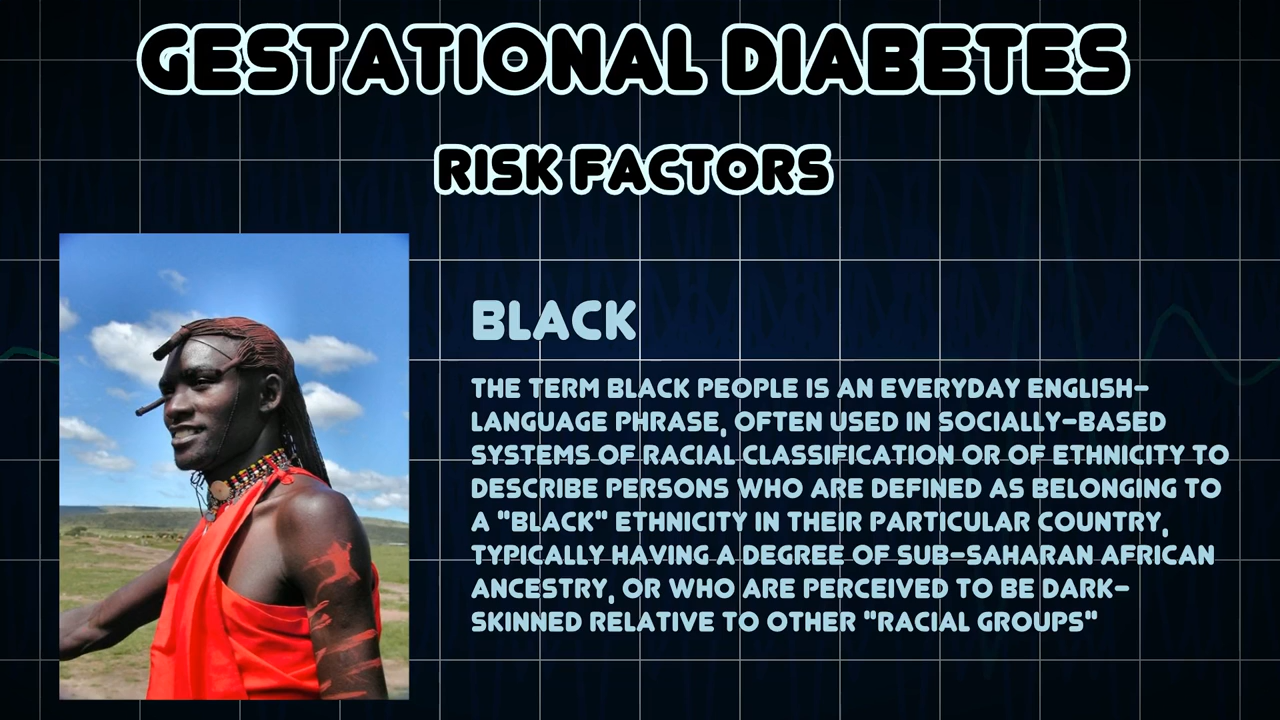 GESTATIONAL DIABETES
RISK FACTORS
BLACK
THE TERM BLACK PEOPLE IS AN EVERYDAY ENGLISH-
LANGUAGE PHRASE, OFTEN USED IN SOCIALLY-BASED
SYSTEMS OF RACIAL CLASSIFICATION OR OF ETHNICITY TO
DESCRIBE PERSONS WHO ARE DEFINED AS BELONGING TO
A "BLACK" ETHNICITY IN THEIR PARTICULAR COUNTRY,
TYPICALLY HAVING A DEGREE OF SUB-SAHARAN AFRICAN
ANCESTRY, OR WHO ARE PERCEIVED TO BE DARK-
SKINNED RELATIVE TO OTHER "RACIAL GROUPS"